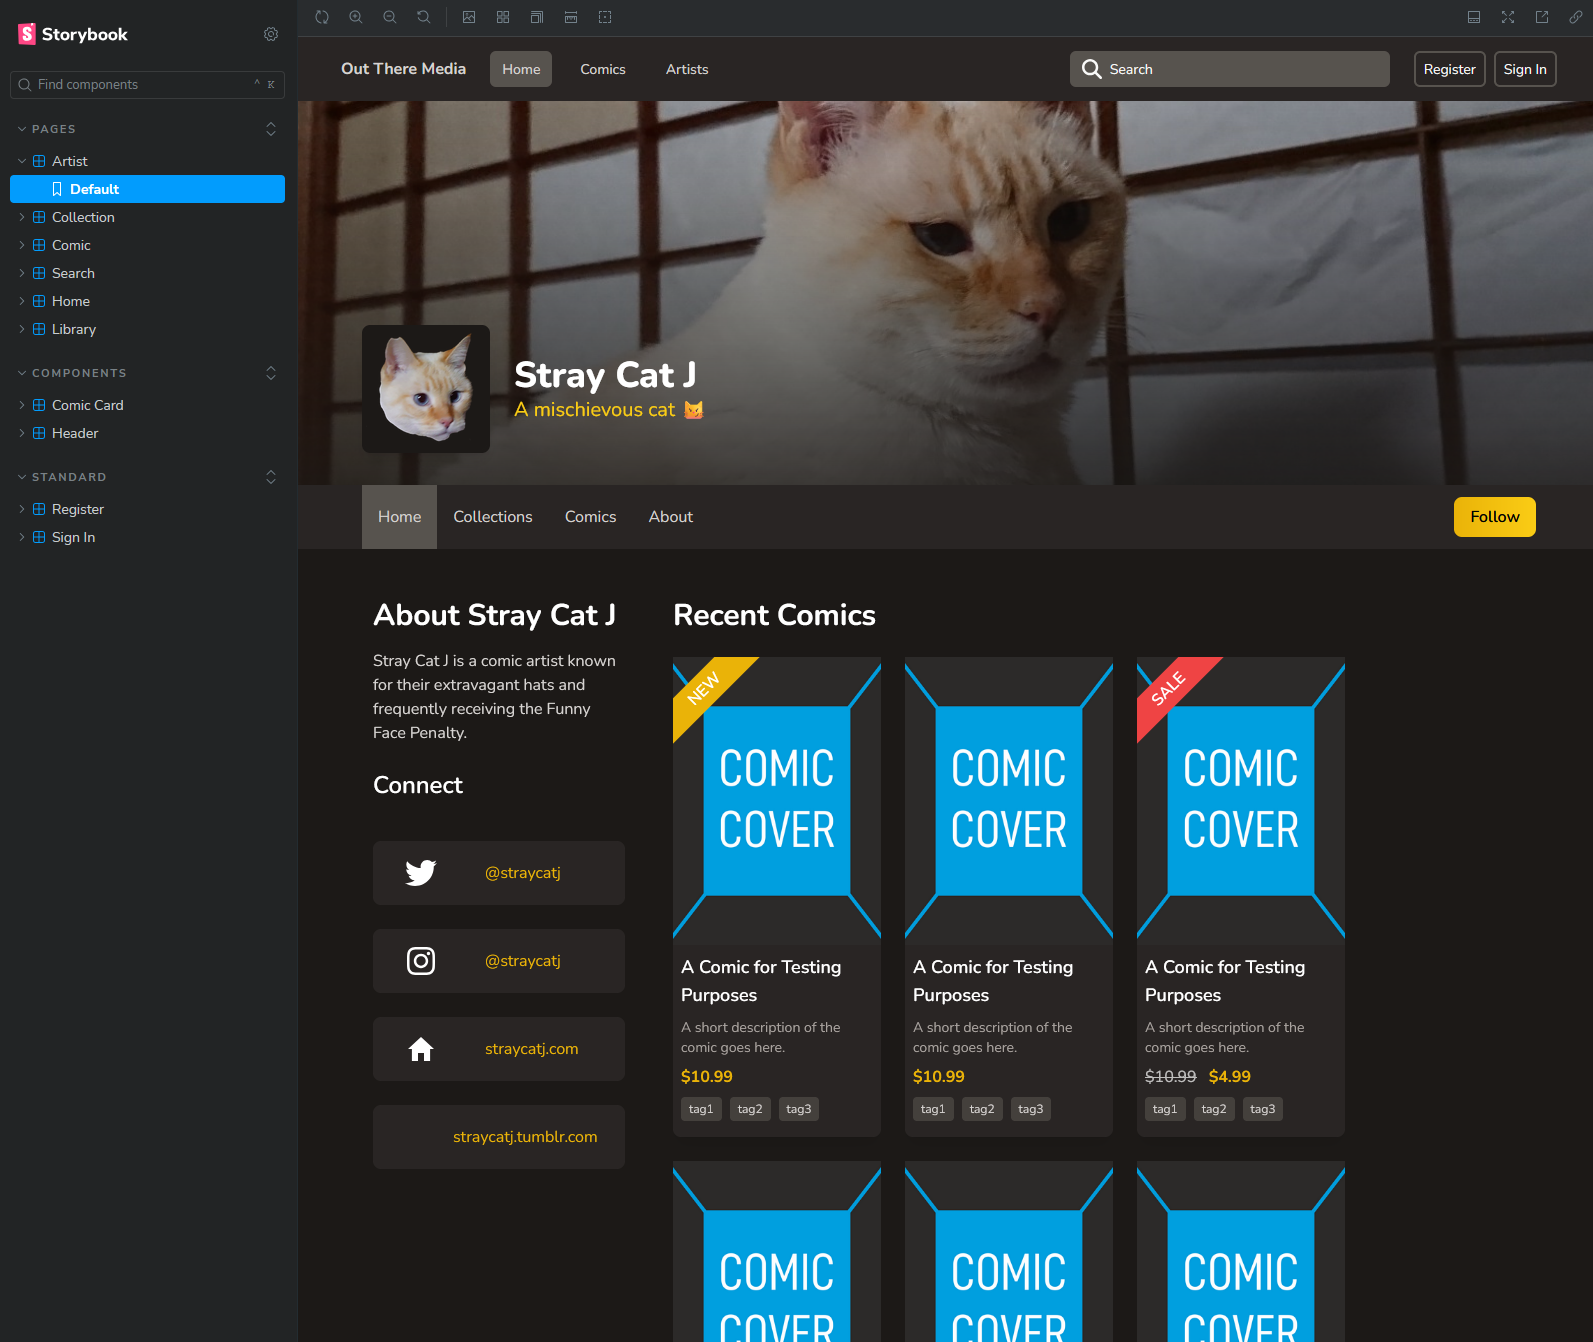 Storybook
Find components
^ K
PAGES
Artist
Default
Collection
Comic
Search
Home
Library
COMPONENTS
Comic Card
Header
STANDARD
Register
Sign In
Out There Media
Home
Comics
Artists
Search
Register
Sign In
Stray Cat J
A mischievous cat 😼
Home
Collections
Comics
About
Follow
About Stray Cat J
Stray Cat J is a comic artist known
for their extravagant hats and
frequently receiving the Funny
Face Penalty.
Connect
@straycatj
@straycatj
straycatj.com
straycatj.tumblr.com
Recent Comics
NEW
COMIC
COVER
A Comic for Testing
Purposes
A short description of the
comic goes here.
$10.99
tag1 tag2 tag3
COMIC
COVER
A Comic for Testing
Purposes
A short description of the
comic goes here.
$10.99
tag1 tag2 tag3
SALE
COMIC
COVER
A Comic for Testing
Purposes
A short description of the
comic goes here.
$10.99 $4.99
tag1 tag2 tag3
COMIC
COVER
COMIC
COVER
COMIC
COVER